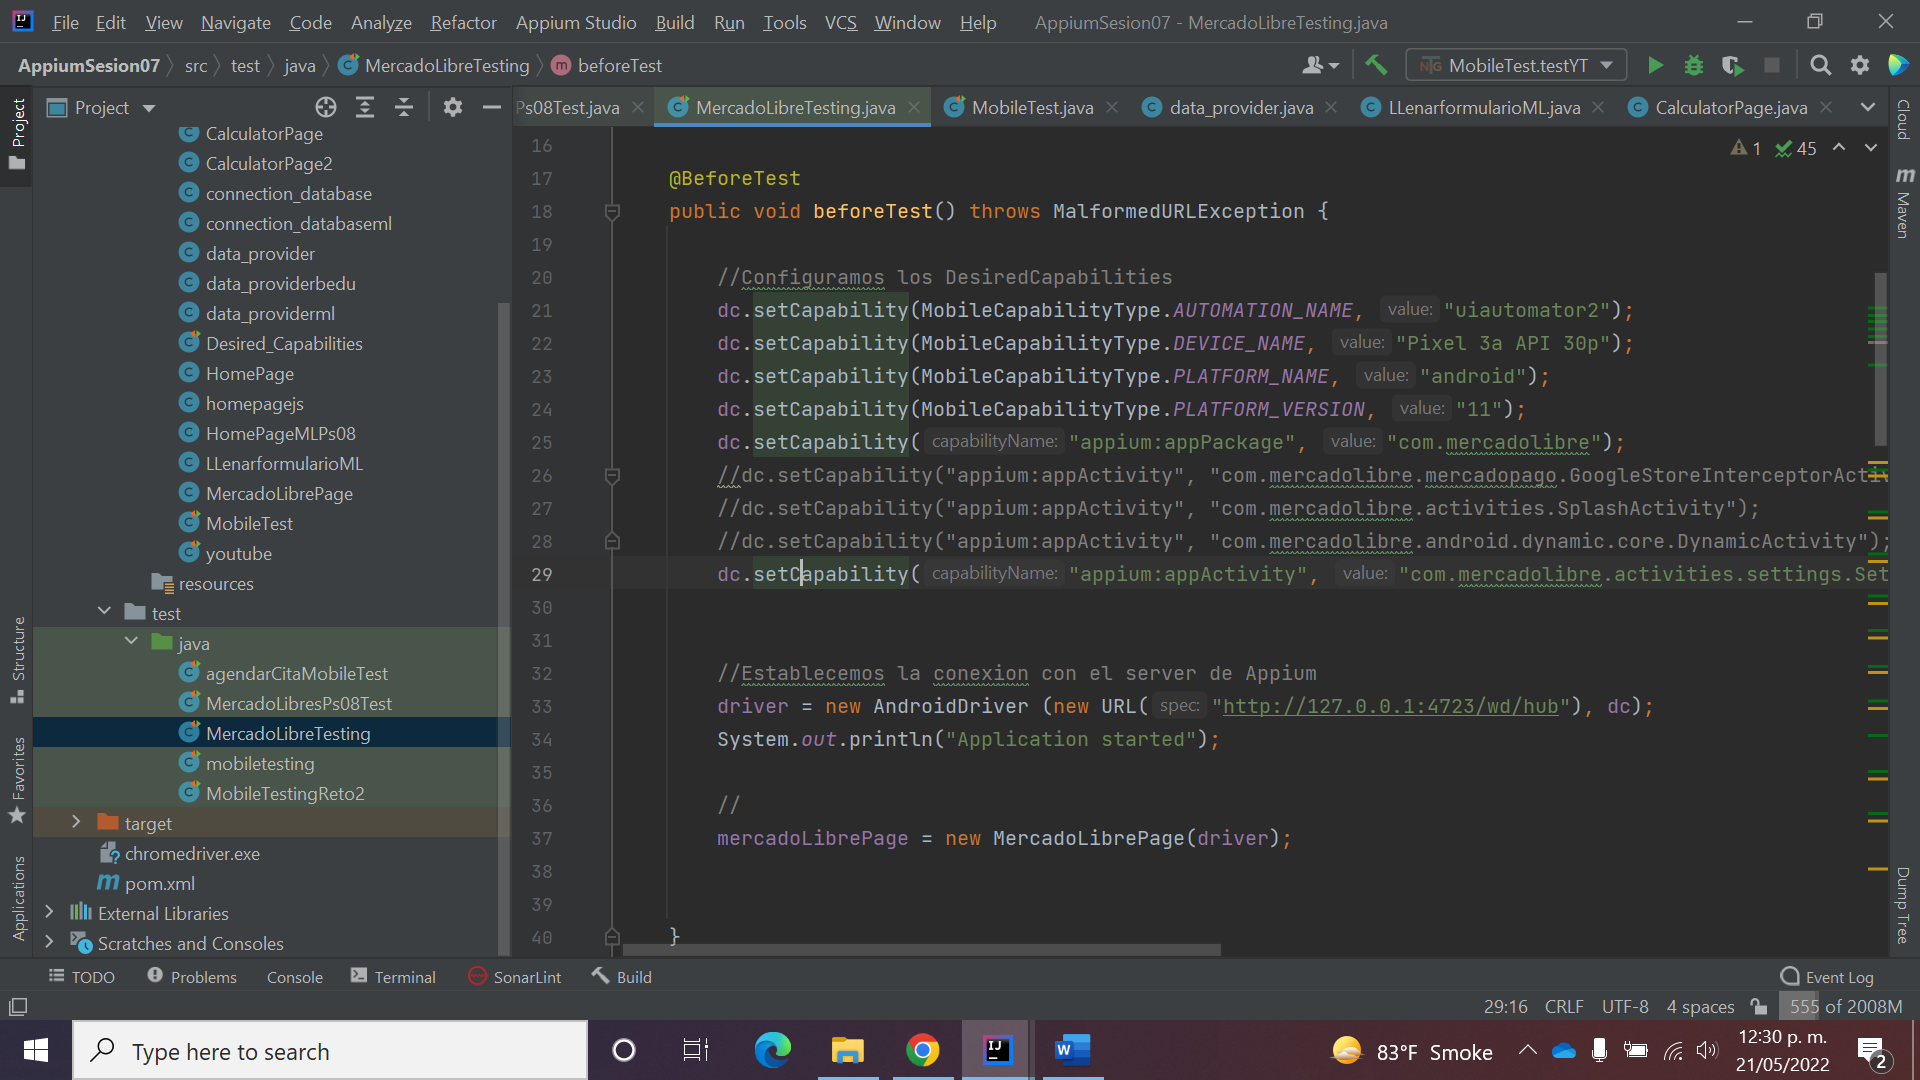 File Edit View Navigate Code Analyze Refactor Appium Studio Build Run Tools VCS Window Help AppiumSesion07 - MercadoLibreTesting.java
AppiumSesion07 src test java MercadoLibreTesting beforeTest MobileTest.testYT
Project
Ps08Test.java MercadoLibreTesting.java MobileTest.java data_provider.java LLenarformularioML.java CalculatorPage.java
Project
Structure
Favorites
Applications
CalculatorPage
CalculatorPage2
connection_database
connection_databaseml
data_provider
data_providerbedu
data_providerml
Desired_Capabilities
HomePage
homepagejs
HomePageMLPs08
LLenarformularioML
MercadoLibrePage
MobileTest
youtube
resources
test
java
agendarCitaMobileTest
MercadoLibresPs08Test
MercadoLibreTesting
mobiletesting
MobileTestingReto2
target
chromedriver.exe
pom.xml
External Libraries
Scratches and Consoles
1 45
16
17 @BeforeTest
18 public void beforeTest() throws MalformedURLException {
19
20 //Configuramos los DesiredCapabilities
21 dc.setCapability(MobileCapabilityType.AUTOMATION_NAME, value: "uiautomator2");
22 dc.setCapability(MobileCapabilityType.DEVICE_NAME, value: "Pixel 3a API 30p");
23 dc.setCapability(MobileCapabilityType.PLATFORM_NAME, value: "android");
24 dc.setCapability(MobileCapabilityType.PLATFORM_VERSION, value: "11");
25 dc.setCapability( capabilityName: "appium:appPackage", value: "com.mercadolibre");
26 //dc.setCapability("appium:appActivity", "com.mercadolibre.mercadopago.GoogleStoreInterceptorActiv
27 //dc.setCapability("appium:appActivity", "com.mercadolibre.activities.SplashActivity");
28 //dc.setCapability("appium:appActivity", "com.mercadolibre.android.dynamic.core.DynamicActivity");
29 dc.setCapability( capabilityName: "appium:appActivity", value: "com.mercadolibre.activities.settings.Set
30
31
32 //Establecemos la conexion con el server de Appium
33 driver = new AndroidDriver (new URL( spec: "http://127.0.0.1:4723/wd/hub"), dc);
34 System.out.println("Application started");
35
36 //
37 mercadoLibrePage = new MercadoLibrePage(driver);
38
39
40 }
Cloud
Maven
Dump Tree
TODO Problems Console Terminal SonarLint Build Event Log
29:16 CRLF UTF-8 4 spaces 555 of 2008M
Type here to search
83°F Smoke
12:30 p. m.
21/05/2022
2